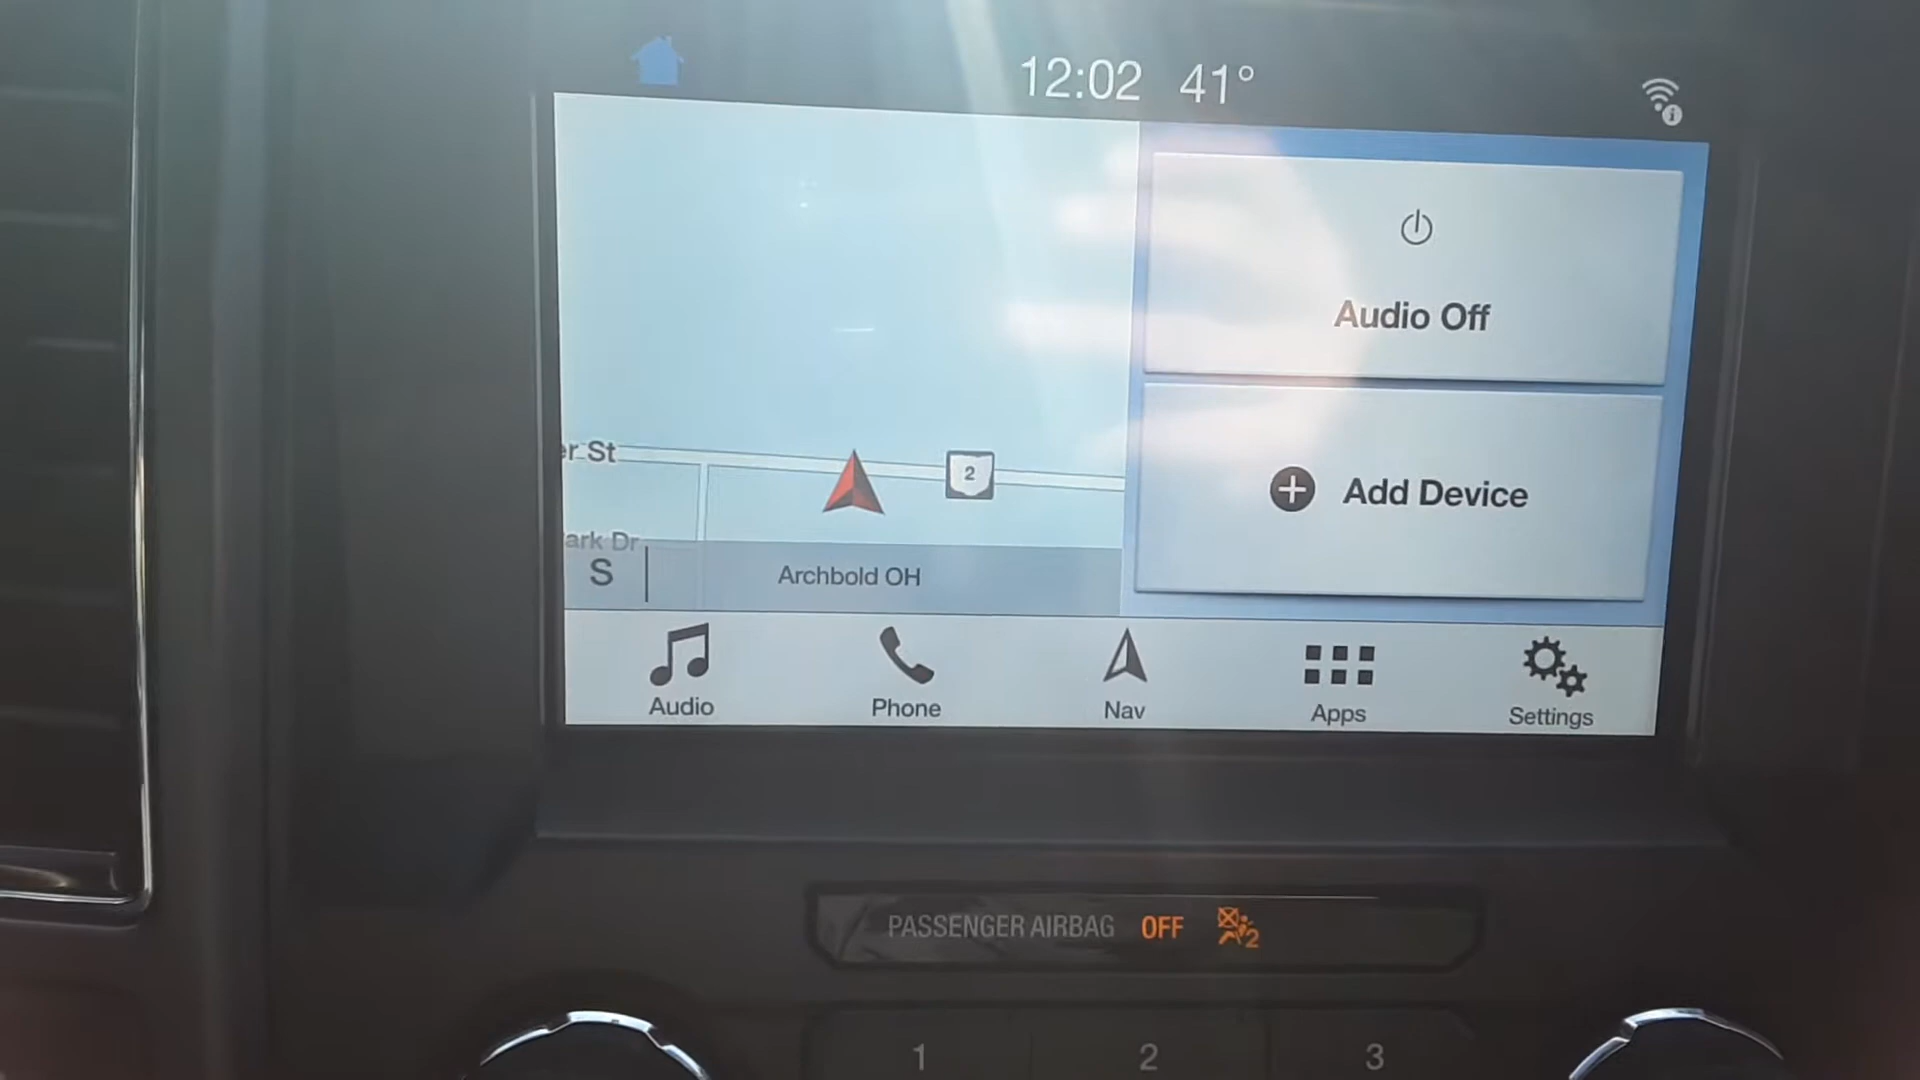 12:02 41°
Audio Off
er St
2
Add Device
ark Dr
S
Archbold OH
Audio
Phone
Nav
Apps
Settings
PASSENGER AIRBAG OFF 2
1
2
3